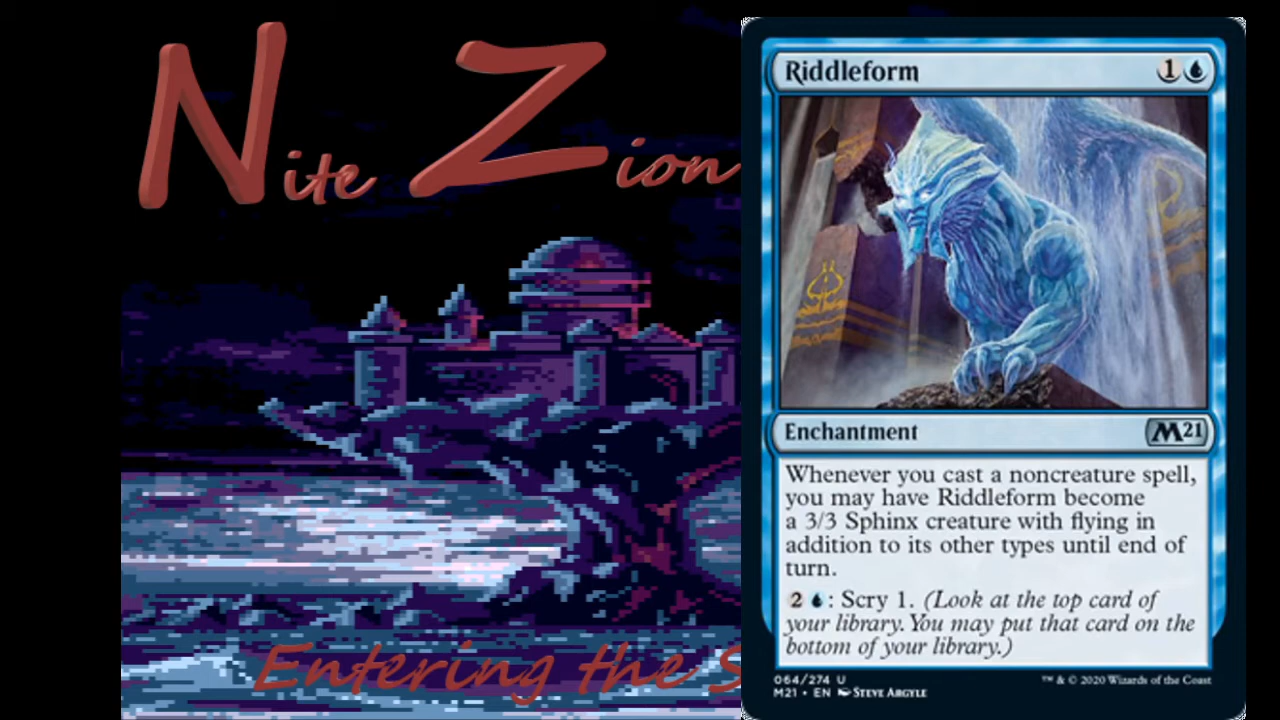 Nite Zion
Entering the S
Riddleform 1
Enchantment M21
Whenever you cast a noncreature spell,
you may have Riddleform become
a 3/3 Sphinx creature with flying in
addition to its other types until end of
turn.
2 : Scry 1. (Look at the top card of
your library. You may put that card on the
bottom of your library.)
064/274 U
M21 • EN Steve Argyle
™ & © 2020 Wizards of the Coast